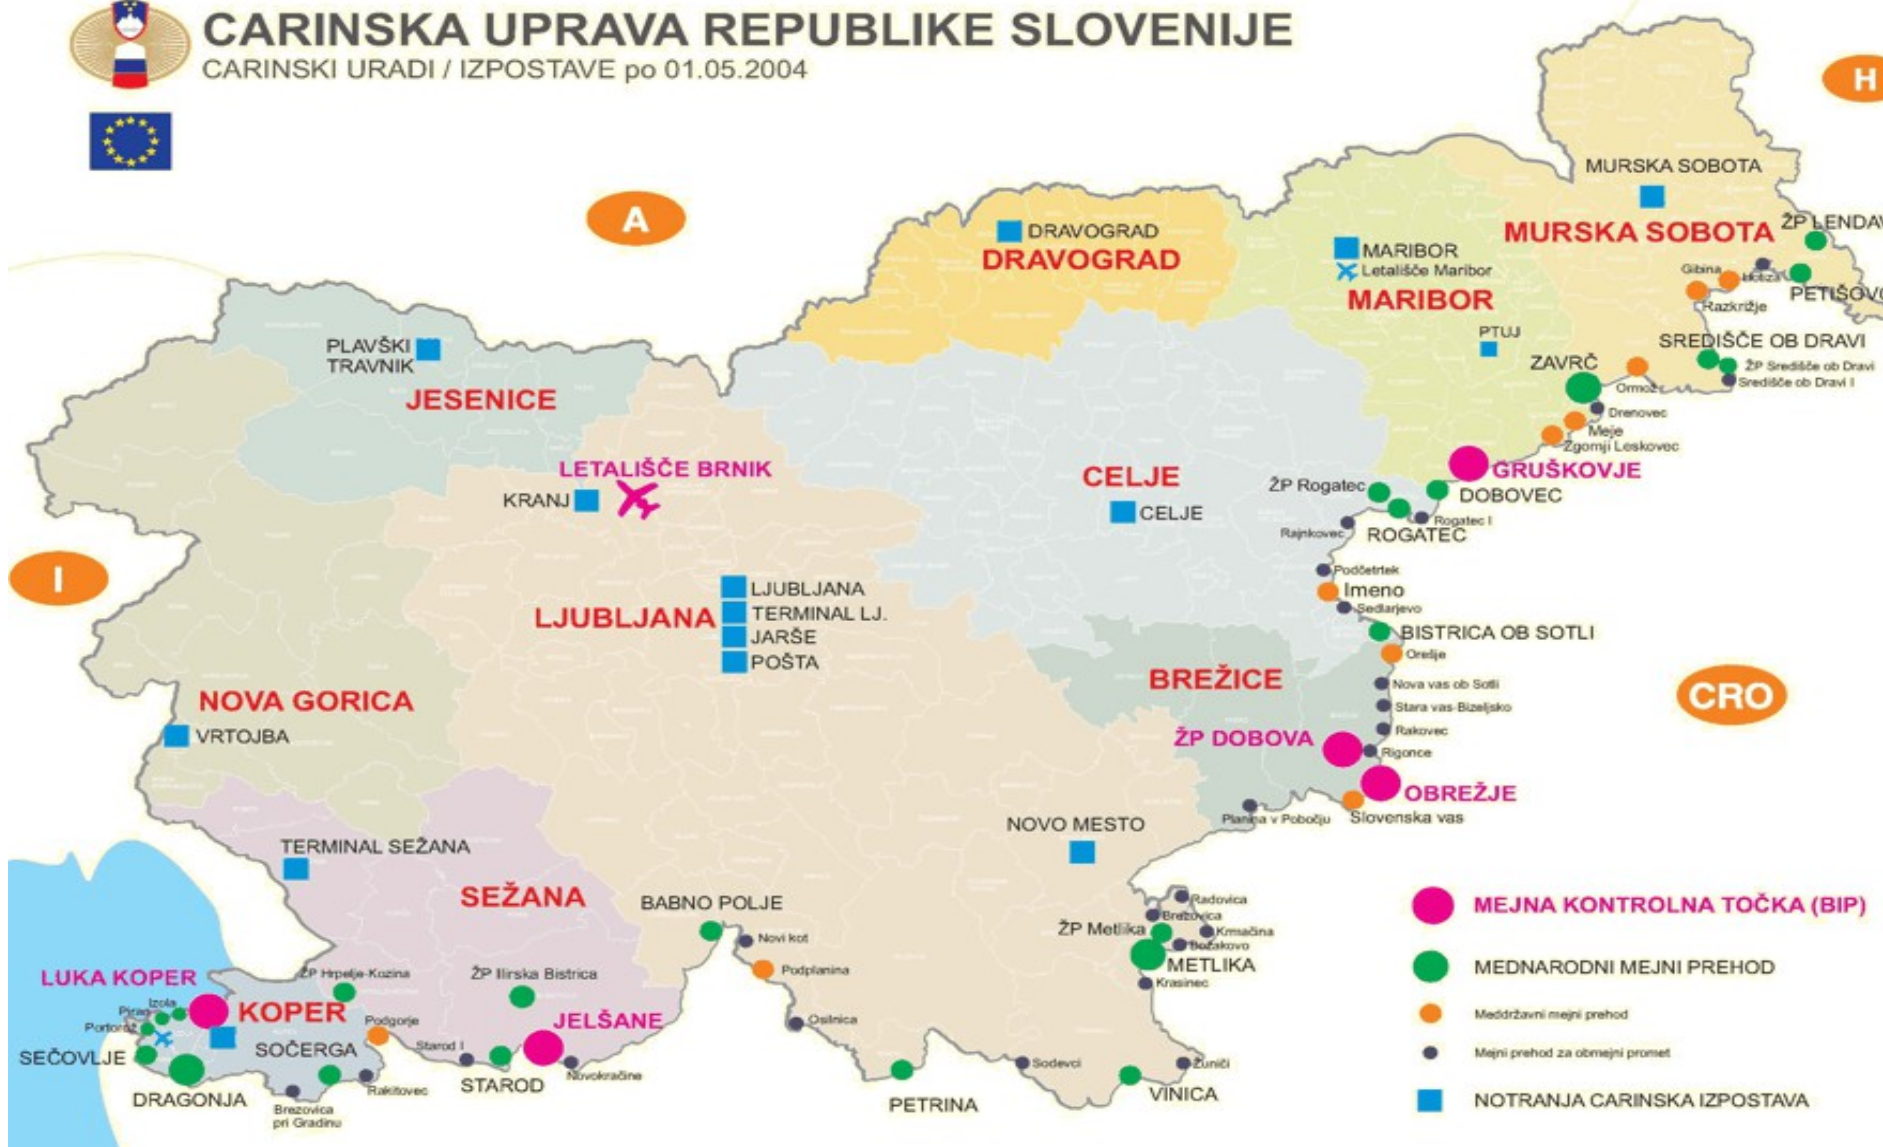 CARINSKA UPRAVA REPUBLIKE SLOVENIJE
CARINSKI URADI / IZPOSTAVE po 01.05.2004
H
A
MURSKA SOBOTA
MURSKA SOBOTA
ŽP LENDAV
DRAVOGRAD
DRAVOGRAD
MARIBOR
Letališče Maribor
MARIBOR
Gibina
Razkrižje
PETIŠOVC
PTUJ
PLAVŠKI
TRAVNIK
JESENICE
SREDIŠČE OB DRAVI
ŽP Središče ob Dravi
Središče ob Dravi I
ZAVRČ
Ormož
Drenovec
Meje
Zgornji Leskovec
LETALIŠČE BRNIK
KRANJ
CELJE
CELJE
GRUŠKOVJE
ŽP Rogatec
DOBOVEC
Rogatec I
Rajnkovec
ROGATEC
I
Podčetrtek
Imeno
Sedlarjevo
LJUBLJANA
LJUBLJANA
TERMINAL LJ.
JARŠE
POŠTA
BISTRICA OB SOTLI
Orešje
BREŽICE
Nova vas ob Sotli
Stara vas-Bizeljsko
Rakovec
Rigonce
CRO
NOVA GORICA
VRTOJBA
ŽP DOBOVA
OBREŽJE
Slovenska vas
Planina v Pobočju
NOVO MESTO
TERMINAL SEŽANA
SEŽANA
BABNO POLJE
Novi kot
Podplanina
Osilnica
Radovica
Brezovica
Krmačina
ŽP Metlika
Božakovo
METLIKA
Krasinec
LUKA KOPER
ŽP Hrpelje-Kozina
ŽP Ilirska Bistrica
Izola
Piran
Portorož
KOPER
Podgorje
JELŠANE
SEČOVLJE
SOČERGA
Starod I
STAROD
Novokračine
DRAGONJA
Rakitovec
Brezovica
pri Gradinu
PETRINA
Sodevci
Žuniči
VINICA
MEJNA KONTROLNA TOČKA (BIP)
MEDNARODNI MEJNI PREHOD
Meddržavni mejni prehod
Mejni prehod za obmejni promet
NOTRANJA CARINSKA IZPOSTAVA